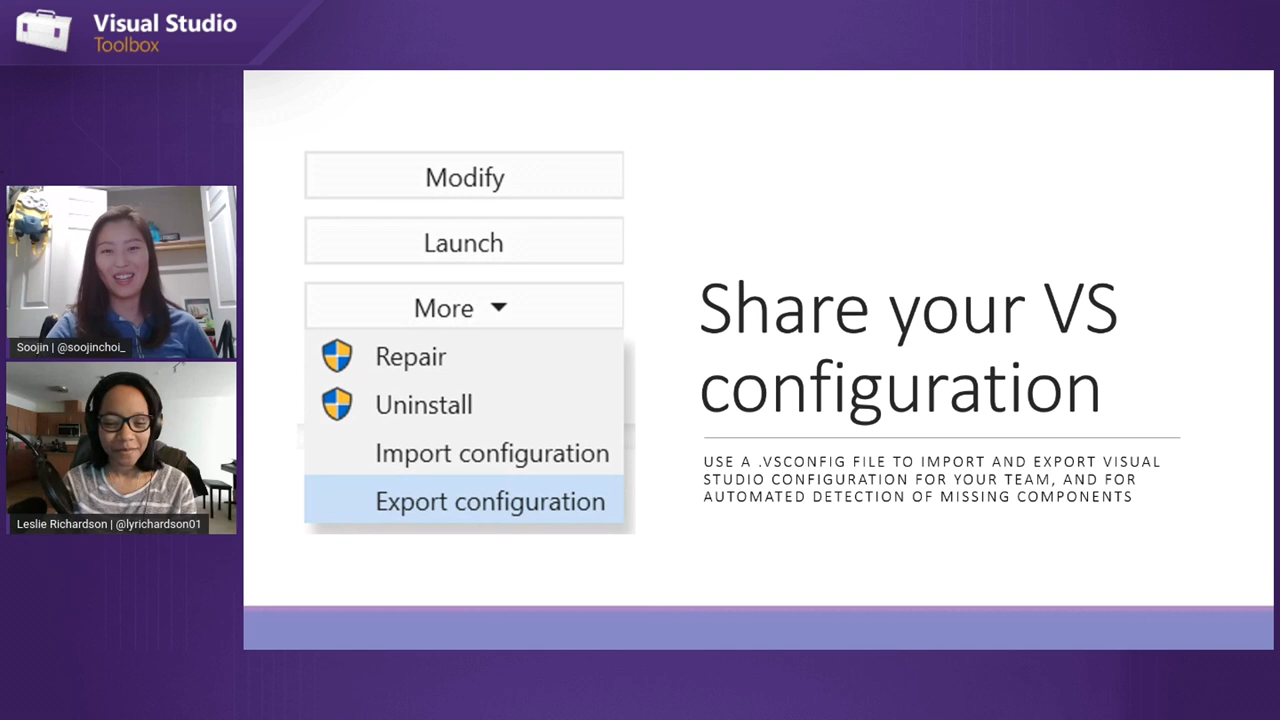 Visual Studio
Toolbox
Soojin | @soojinchoi_
Leslie Richardson | @lyrichardson01
Modify
Launch
More
Repair
Uninstall
Import configuration
Export configuration
Share your VS
configuration
USE A .VSCONFIG FILE TO IMPORT AND EXPORT VISUAL
STUDIO CONFIGURATION FOR YOUR TEAM, AND FOR
AUTOMATED DETECTION OF MISSING COMPONENTS